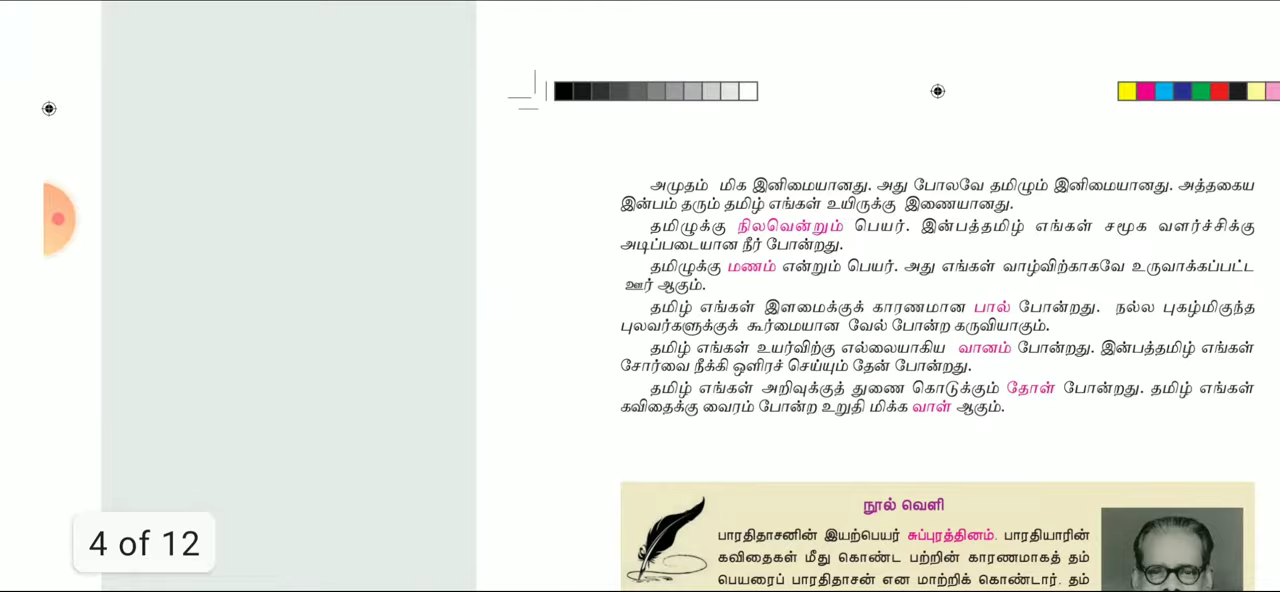 அமுதம் மிக இனிமையானது. அது போலவே தமிழும் இனிமையானது. அத்தகைய
இன்பம் தரும் தமிழ் எங்கள் உயிருக்கு இணையானது.
தமிழுக்கு நிலவென்றும் பெயர். இன்பத்தமிழ் எங்கள் சமூக வளர்ச்சிக்கு
அடிப்படையான நீர் போன்றது.
தமிழுக்கு மணம் என்றும் பெயர். அது எங்கள் வாழ்விற்காகவே உருவாக்கப்பட்ட
ஊர் ஆகும்.
தமிழ் எங்கள் இளமைக்குக் காரணமான பால் போன்றது. நல்ல புகழ்மிகுந்த
புலவர்களுக்குக் கூர்மையான வேல் போன்ற கருவியாகும்.
தமிழ் எங்கள் உயர்விற்கு எல்லையாகிய வானம் போன்றது. இன்பத்தமிழ் எங்கள்
சோர்வை நீக்கி ஒளிரச் செய்யும் தேன் போன்றது.
தமிழ் எங்கள் அறிவுக்குத் துணை கொடுக்கும் தோள் போன்றது. தமிழ் எங்கள்
கவிதைக்கு வைரம் போன்ற உறுதி மிக்க வாள் ஆகும்.
நூல் வெளி
பாரதிதாசனின் இயற்பெயர் சுப்புரத்தினம். பாரதியாரின்
கவிதைகள் மீது கொண்ட பற்றின் காரணமாகத் தம்
பெயரைப் பாரதிதாசன் என மாற்றிக் கொண்டார். தம்
4 of 12